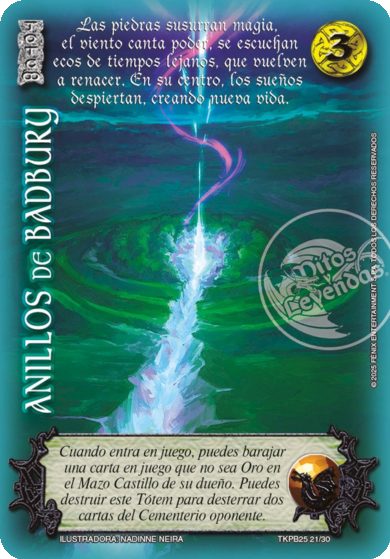 Las piedras susurran magia,
el viento canta poder, se escuchan
ecos de tiempos lejanos, que vuelven
a renacer. En su centro, los sueños
despiertan, creando nueva vida.
3
ANILLOS DE BADBURY
Mitos y
Leyendas
© 2025 FÉNIX ENTERTAINMENT S.P.A. TODOS LOS DERECHOS RESERVADOS
Cuando entra en juego, puedes barajar
una carta en juego que no sea Oro en
el Mazo Castillo de su dueño. Puedes
destruir este Tótem para desterrar dos
cartas del Cementerio oponente.
ILUSTRADORA NADINNE NEIRA
TKPB25 21/30